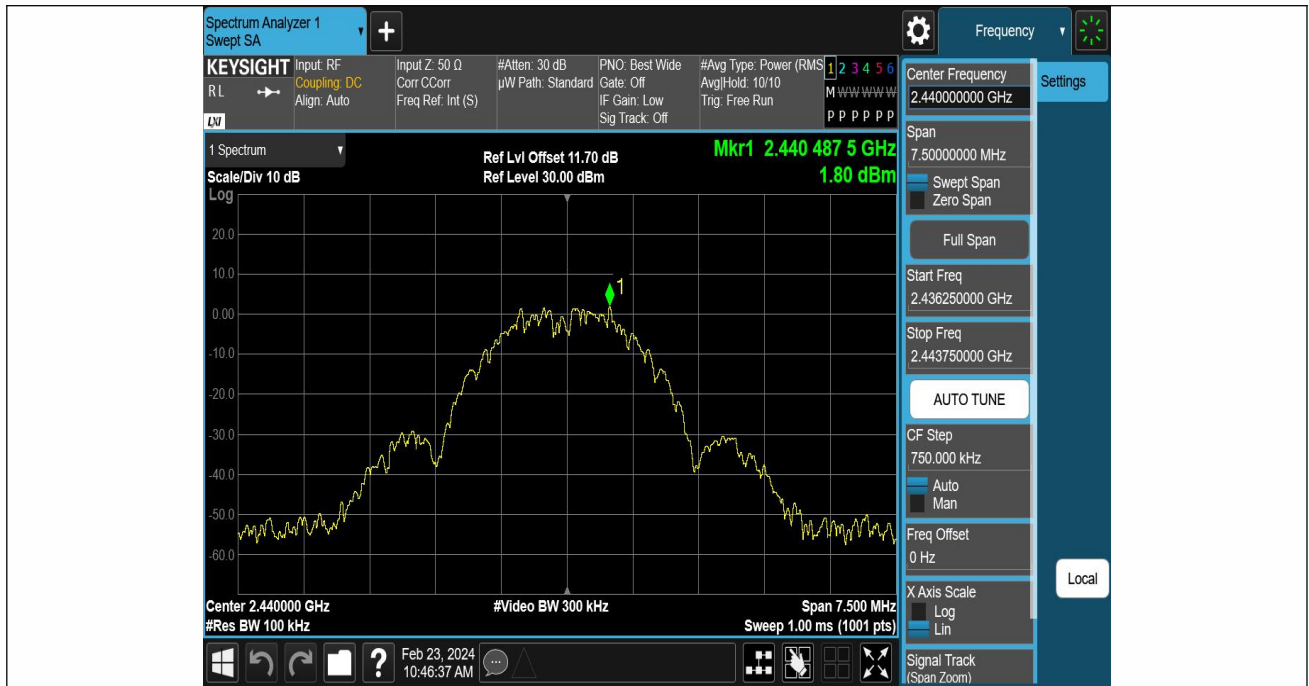 Spectrum Analyzer 1
Swept SA
+
Frequency
KEYSIGHT
RL
LXI
Input: RF
Coupling: DC
Align: Auto
Input Z: 50 Ω
Corr CCorr
Freq Ref: Int (S)
#Atten: 30 dB
µW Path: Standard
PNO: Best Wide
Gate: Off
IF Gain: Low
Sig Track: Off
#Avg Type: Power (RMS
Avg|Hold: 10/10
Trig: Free Run
1 2 3 4 5 6
M W W W W W
P P P P P P
1 Spectrum
Scale/Div 10 dB
Ref Lvl Offset 11.70 dB
Ref Level 30.00 dBm
Mkr1 2.440 487 5 GHz
1.80 dBm
Log
20.0
10.0
0.00
-10.0
-20.0
-30.0
-40.0
-50.0
-60.0
1
Center 2.440000 GHz
#Res BW 100 kHz
#Video BW 300 kHz
Span 7.500 MHz
Sweep 1.00 ms (1001 pts)
Center Frequency
2.440000000 GHz
Settings
Span
7.50000000 MHz
Swept Span
Zero Span
Full Span
Start Freq
2.436250000 GHz
Stop Freq
2.443750000 GHz
AUTO TUNE
CF Step
750.000 kHz
Auto
Man
Freq Offset
0 Hz
Local
X Axis Scale
Log
Lin
Signal Track
(Span Zoom)
?
Feb 23, 2024
10:46:37 AM